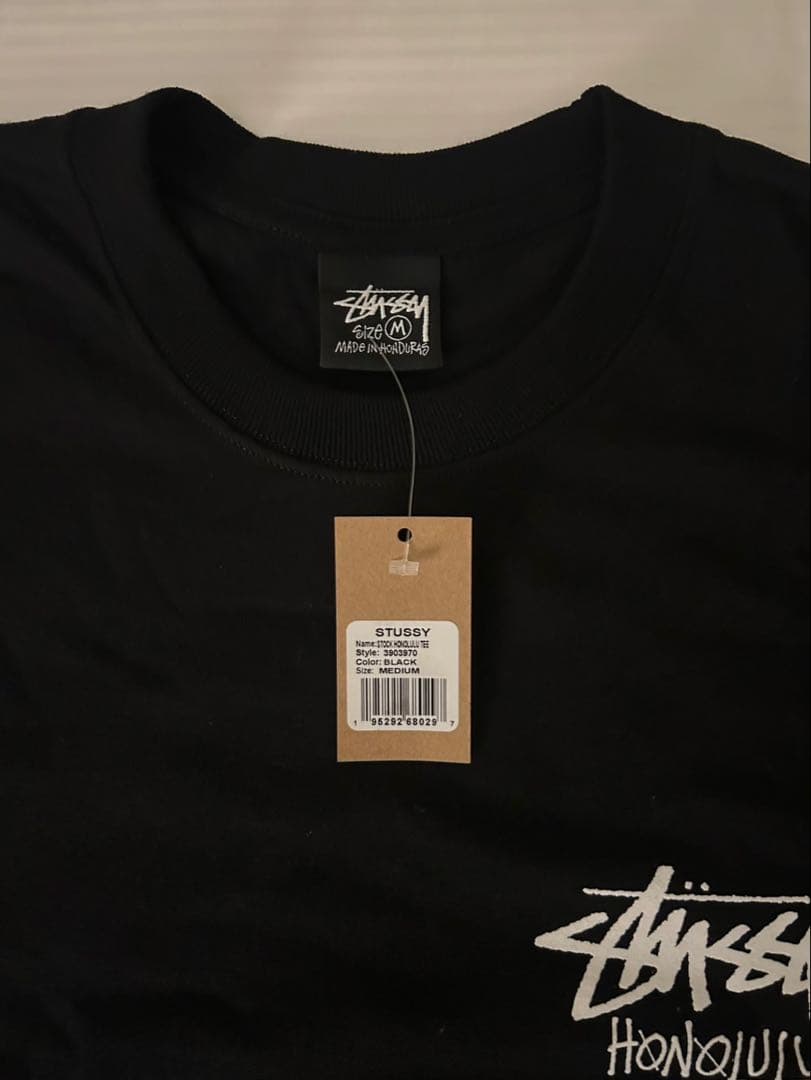 STÜSSY
SIZE M
MADE IN HONDURAS
STUSSY
Name:STOCK HONOLULU TEE
Style: 3903970
Color: BLACK
Size: MEDIUM
1 95292 68029 7
STÜSSY
HONOLULU